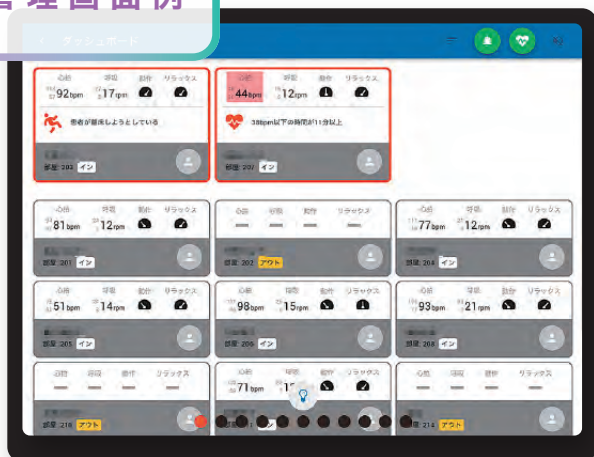 管理画面例
ダッシュボード
心拍 呼吸 動作 リラックス
92bpm 17rpm
患者が離床しようとしている
部屋 203 イン
心拍 呼吸 動作 リラックス
44bpm 12rpm
38bpm以下の時間が11分以上
部屋 207 イン
心拍 呼吸 動作 リラックス
81bpm 12rpm
部屋 201 イン
心拍 呼吸 動作 リラックス
— — — —
部屋 202 アウト
心拍 呼吸 動作 リラックス
77bpm 12rpm
部屋 204 イン
心拍 呼吸 動作 リラックス
51bpm 14rpm
部屋 205 イン
心拍 呼吸 動作 リラックス
98bpm 15rpm
部屋 206 イン
心拍 呼吸 動作 リラックス
93bpm 21rpm
部屋 208 イン
心拍 呼吸 動作 リラックス
— — — —
部屋 210 アウト
心拍 呼吸 動作 リラックス
71bpm
イン
心拍 呼吸 動作 リラックス
— — — —
部屋 214 アウト